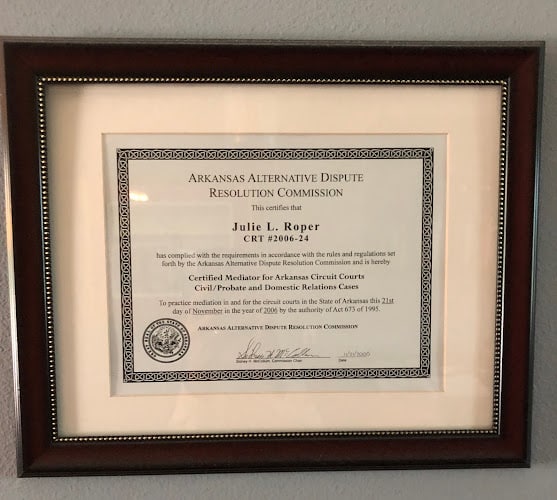 ARKANSAS ALTERNATIVE DISPUTE
RESOLUTION COMMISSION
This certifies that
Julie L. Roper
CRT #2006-24
has complied with the requirements in accordance with the rules and regulations set
forth by the Arkansas Alternative Dispute Resolution Commission and is hereby
Certified Mediator for Arkansas Circuit Courts
Civil/Probate and Domestic Relations Cases
To practice mediation in and for the circuit courts in the State of Arkansas this 21st
day of November in the year of 2006 by the authority of Act 673 of 1995.
ARKANSAS ALTERNATIVE DISPUTE RESOLUTION COMMISSION
Commission Chair
Date